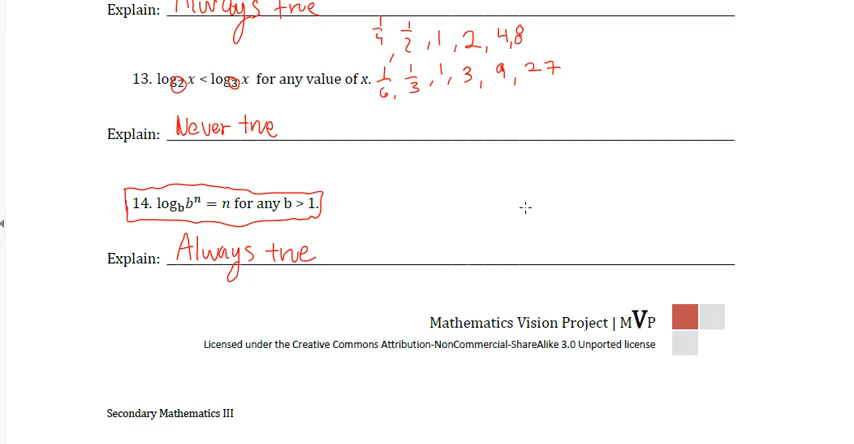 Explain: Always true
1/4, 1/2, 1, 2, 4, 8
13. log₂ x < log₃ x for any value of x. 1/6, 1/3, 1, 3, 9, 27
Explain: Never true
14. log_b bⁿ = n for any b > 1.
Explain: Always true
Mathematics Vision Project | MVP
Licensed under the Creative Commons Attribution-NonCommercial-ShareAlike 3.0 Unported license
Secondary Mathematics III